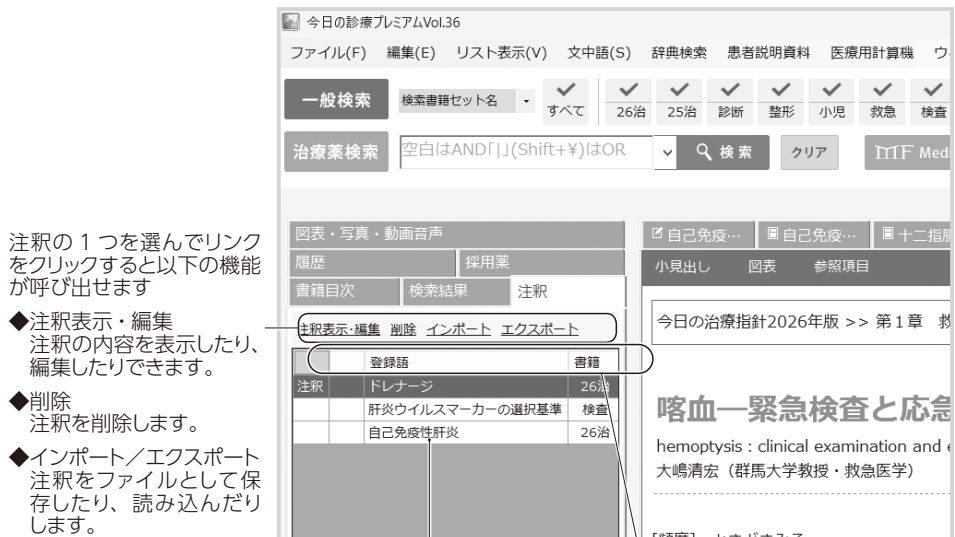 今日の診療プレミアムVol.36
ファイル(F) 編集(E) リスト表示(V) 文中語(S) 辞典検索 患者説明資料 医療用計算機
一般検索 検索書籍セット名 すべて 26治 25治 診断 整形 小児 救急 検査
治療薬検索 空白はAND「|」(Shift+¥)はOR 検索 クリア
図表・写真・動画音声
履歴 採用薬
書籍目次 検索結果 注釈
注釈表示・編集 削除 インポート エクスポート
登録語 書籍
注釈 ドレナージ 26治
肝炎ウイルスマーカーの選択基準 検査
自己免疫性肝炎 26治
自己免疫… 自己免疫…
小見出し 図表 参照項目
今日の治療指針2026年版 >> 第1章
喀血―緊急検査と応急
hemoptysis : clinical examination and
大嶋清宏（群馬大学教授・救急医学）
注釈の1つを選んでリンク
をクリックすると以下の機能
が呼び出せます
◆注釈表示・編集
注釈の内容を表示したり、
編集したりできます。
◆削除
注釈を削除します。
◆インポート／エクスポート
注釈をファイルとして保
存したり、読み込んだり
します。